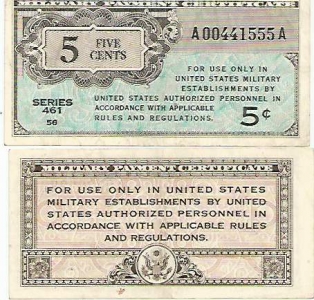 MILITARY PAYMENT CERTIFICATE
5 FIVE CENTS
A00441555A
FOR USE ONLY IN
UNITED STATES MILITARY
ESTABLISHMENTS BY
UNITED STATES AUTHORIZED PERSONNEL IN
ACCORDANCE WITH APPLICABLE
RULES AND REGULATIONS.
SERIES
461
56
5¢
MILITARY PAYMENT CERTIFICATE
FOR USE ONLY IN UNITED STATES
MILITARY ESTABLISHMENTS BY UNITED
STATES AUTHORIZED PERSONNEL IN
ACCORDANCE WITH APPLICABLE RULES
AND REGULATIONS.